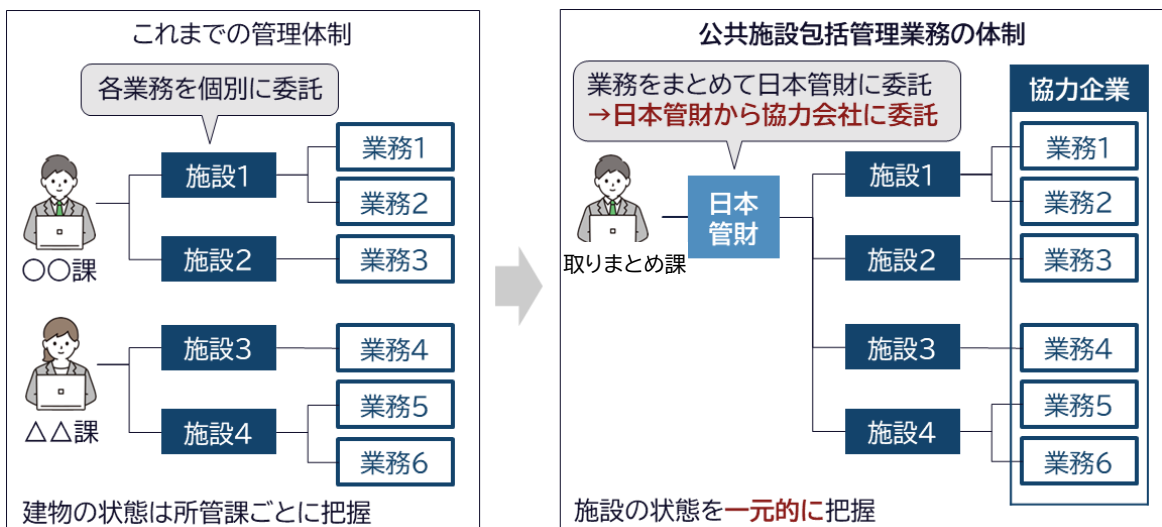 これまでの管理体制
各業務を個別に委託
〇〇課
施設1
業務1
業務2
施設2
業務3
△△課
施設3
業務4
施設4
業務5
業務6
建物の状態は所管課ごとに把握
公共施設包括管理業務の体制
業務をまとめて日本管財に委託
→日本管財から協力会社に委託
取りまとめ課
日本
管財
協力企業
施設1
業務1
業務2
施設2
業務3
施設3
業務4
施設4
業務5
業務6
施設の状態を一元的に把握